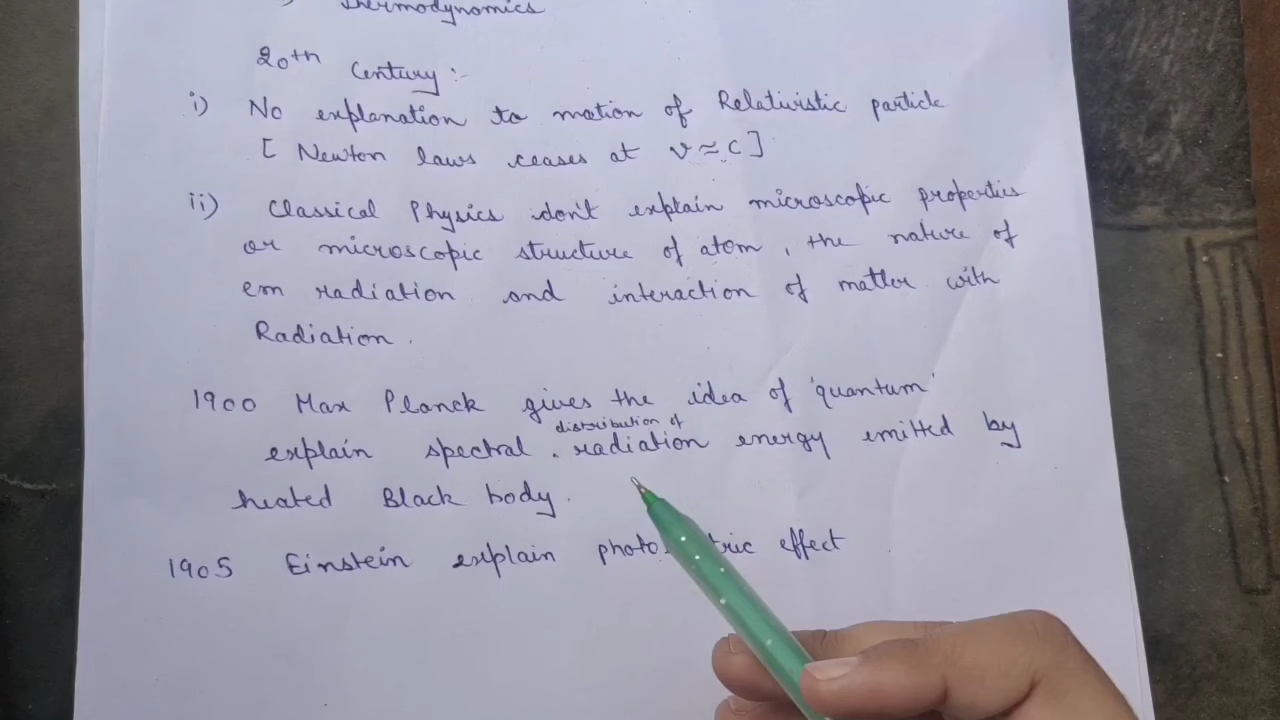 Thermodynamics
20th Century :-
i) No explanation to motion of Relativistic particle
[ Newton laws ceases at v ≈ c ]
ii) Classical Physics don't explain microscopic properties
or microscopic structure of atom, the nature of
em radiation and interaction of matter with
Radiation.
1900 Max Planck gives the idea of 'quantum'
distribution of
explain spectral . radiation energy emitted by
heated Black body.
1905 Einstein explain effect